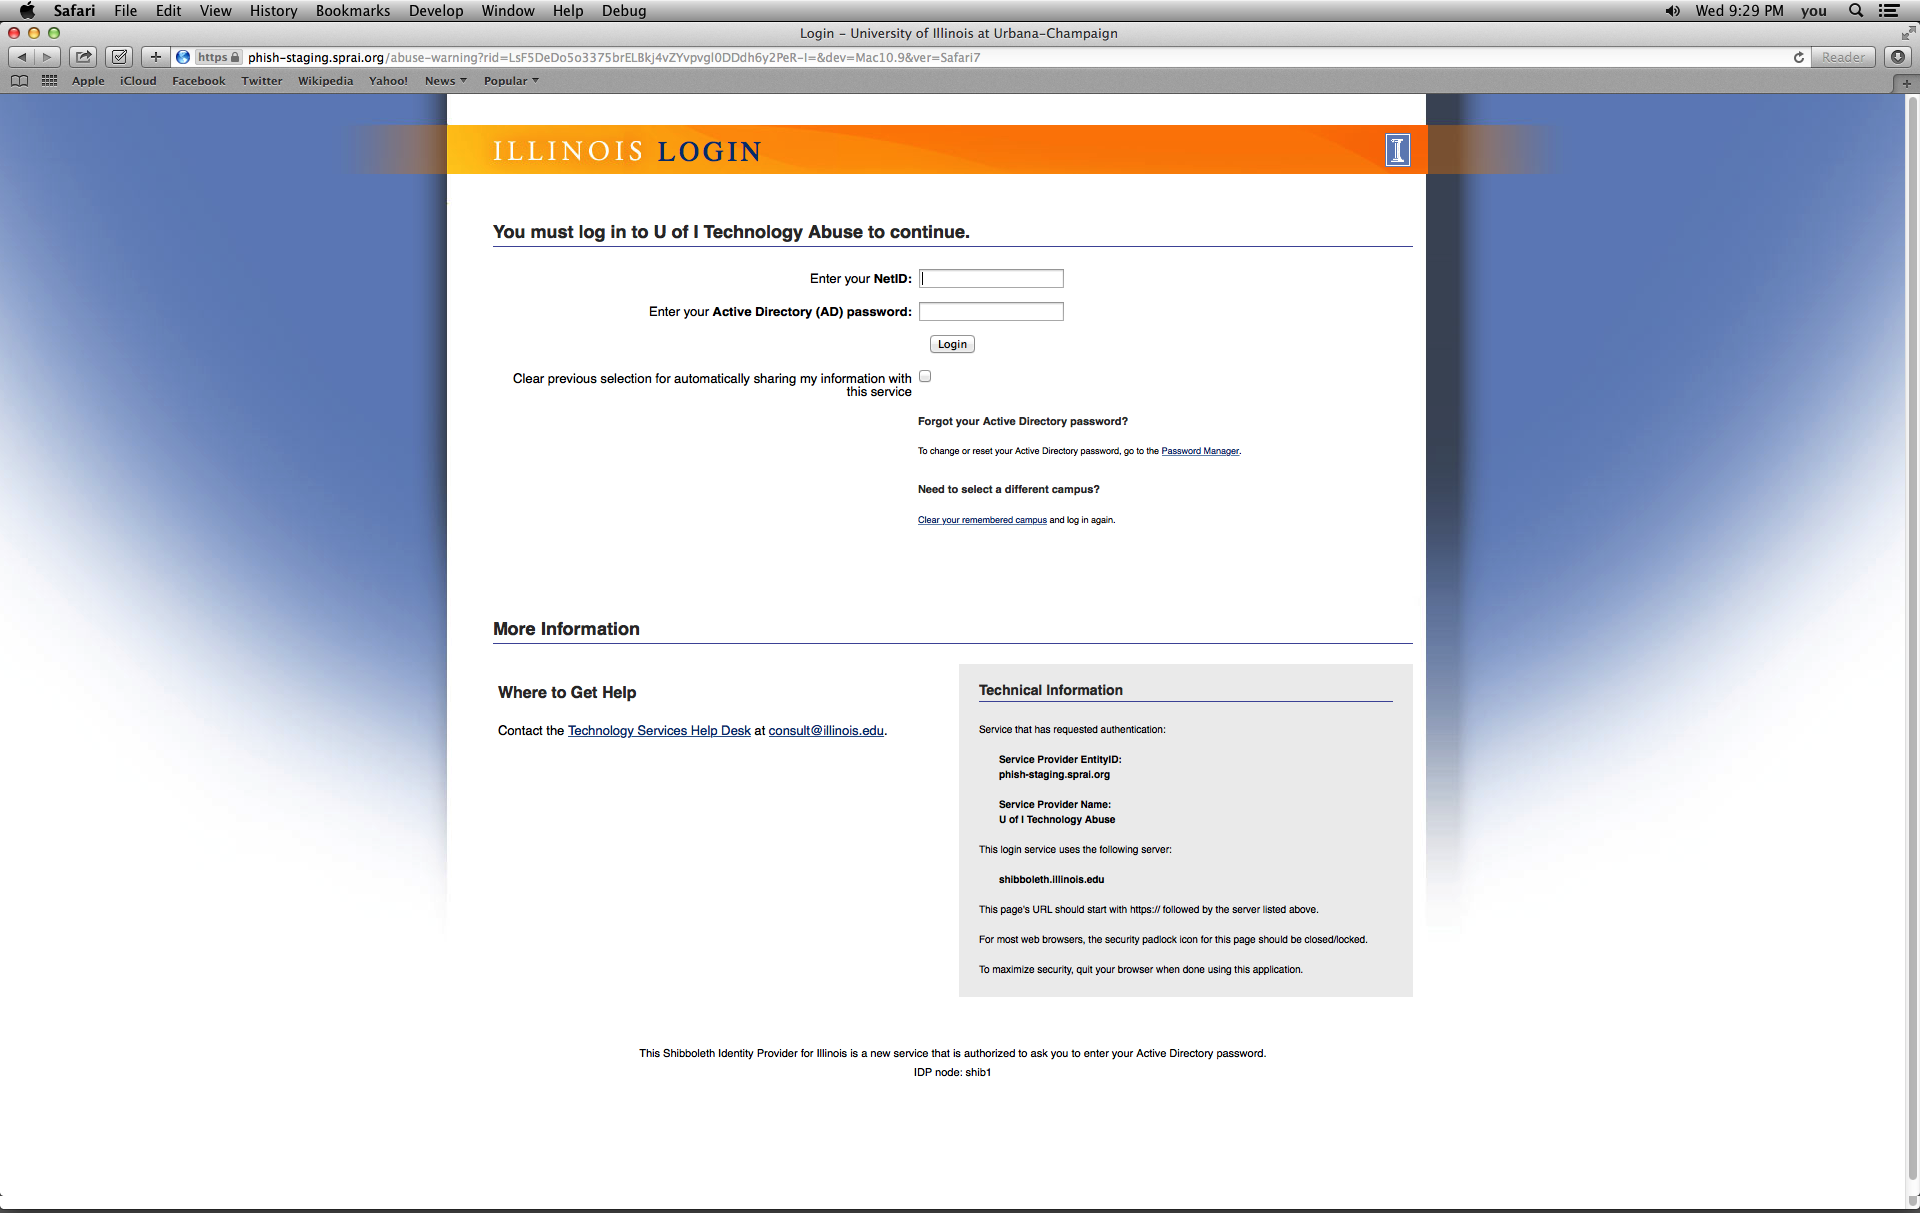 Safari File Edit View History Bookmarks Develop Window Help Debug Wed 9:29 PM you
Login – University of Illinois at Urbana-Champaign
https phish-staging.sprai.org/abuse-warning?rid=LsF5DeDo5o3375brELBkj4vZYvpvgl0DDdh6y2PeR-I=&dev=Mac10.9&ver=Safari7 Reader
Apple iCloud Facebook Twitter Wikipedia Yahoo! News Popular
ILLINOIS LOGIN I
You must log in to U of I Technology Abuse to continue.
Enter your NetID:
Enter your Active Directory (AD) password:
Login
Clear previous selection for automatically sharing my information with
this service
Forgot your Active Directory password?
To change or reset your Active Directory password, go to the Password Manager.
Need to select a different campus?
Clear your remembered campus and log in again.
More Information
Where to Get Help
Contact the Technology Services Help Desk at consult@illinois.edu.
Technical Information
Service that has requested authentication:
Service Provider EntityID:
phish-staging.sprai.org
Service Provider Name:
U of I Technology Abuse
This login service uses the following server:
shibboleth.illinois.edu
This page's URL should start with https:// followed by the server listed above.
For most web browsers, the security padlock icon for this page should be closed/locked.
To maximize security, quit your browser when done using this application.
This Shibboleth Identity Provider for Illinois is a new service that is authorized to ask you to enter your Active Directory password.
IDP node: shib1